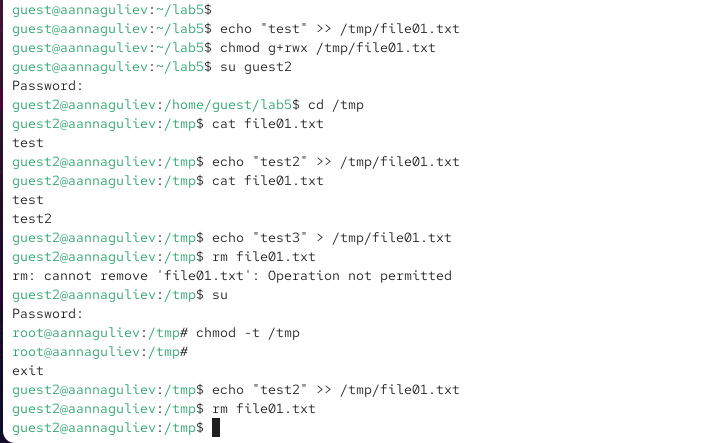 guest@aannaguliev:~/lab5$
guest@aannaguliev:~/lab5$ echo "test" >> /tmp/file01.txt
guest@aannaguliev:~/lab5$ chmod g+rwx /tmp/file01.txt
guest@aannaguliev:~/lab5$ su guest2
Password:
guest2@aannaguliev:/home/guest/lab5$ cd /tmp
guest2@aannaguliev:/tmp$ cat file01.txt
test
guest2@aannaguliev:/tmp$ echo "test2" >> /tmp/file01.txt
guest2@aannaguliev:/tmp$ cat file01.txt
test
test2
guest2@aannaguliev:/tmp$ echo "test3" > /tmp/file01.txt
guest2@aannaguliev:/tmp$ rm file01.txt
rm: cannot remove 'file01.txt': Operation not permitted
guest2@aannaguliev:/tmp$ su
Password:
root@aannaguliev:/tmp# chmod -t /tmp
root@aannaguliev:/tmp#
exit
guest2@aannaguliev:/tmp$ echo "test2" >> /tmp/file01.txt
guest2@aannaguliev:/tmp$ rm file01.txt
guest2@aannaguliev:/tmp$